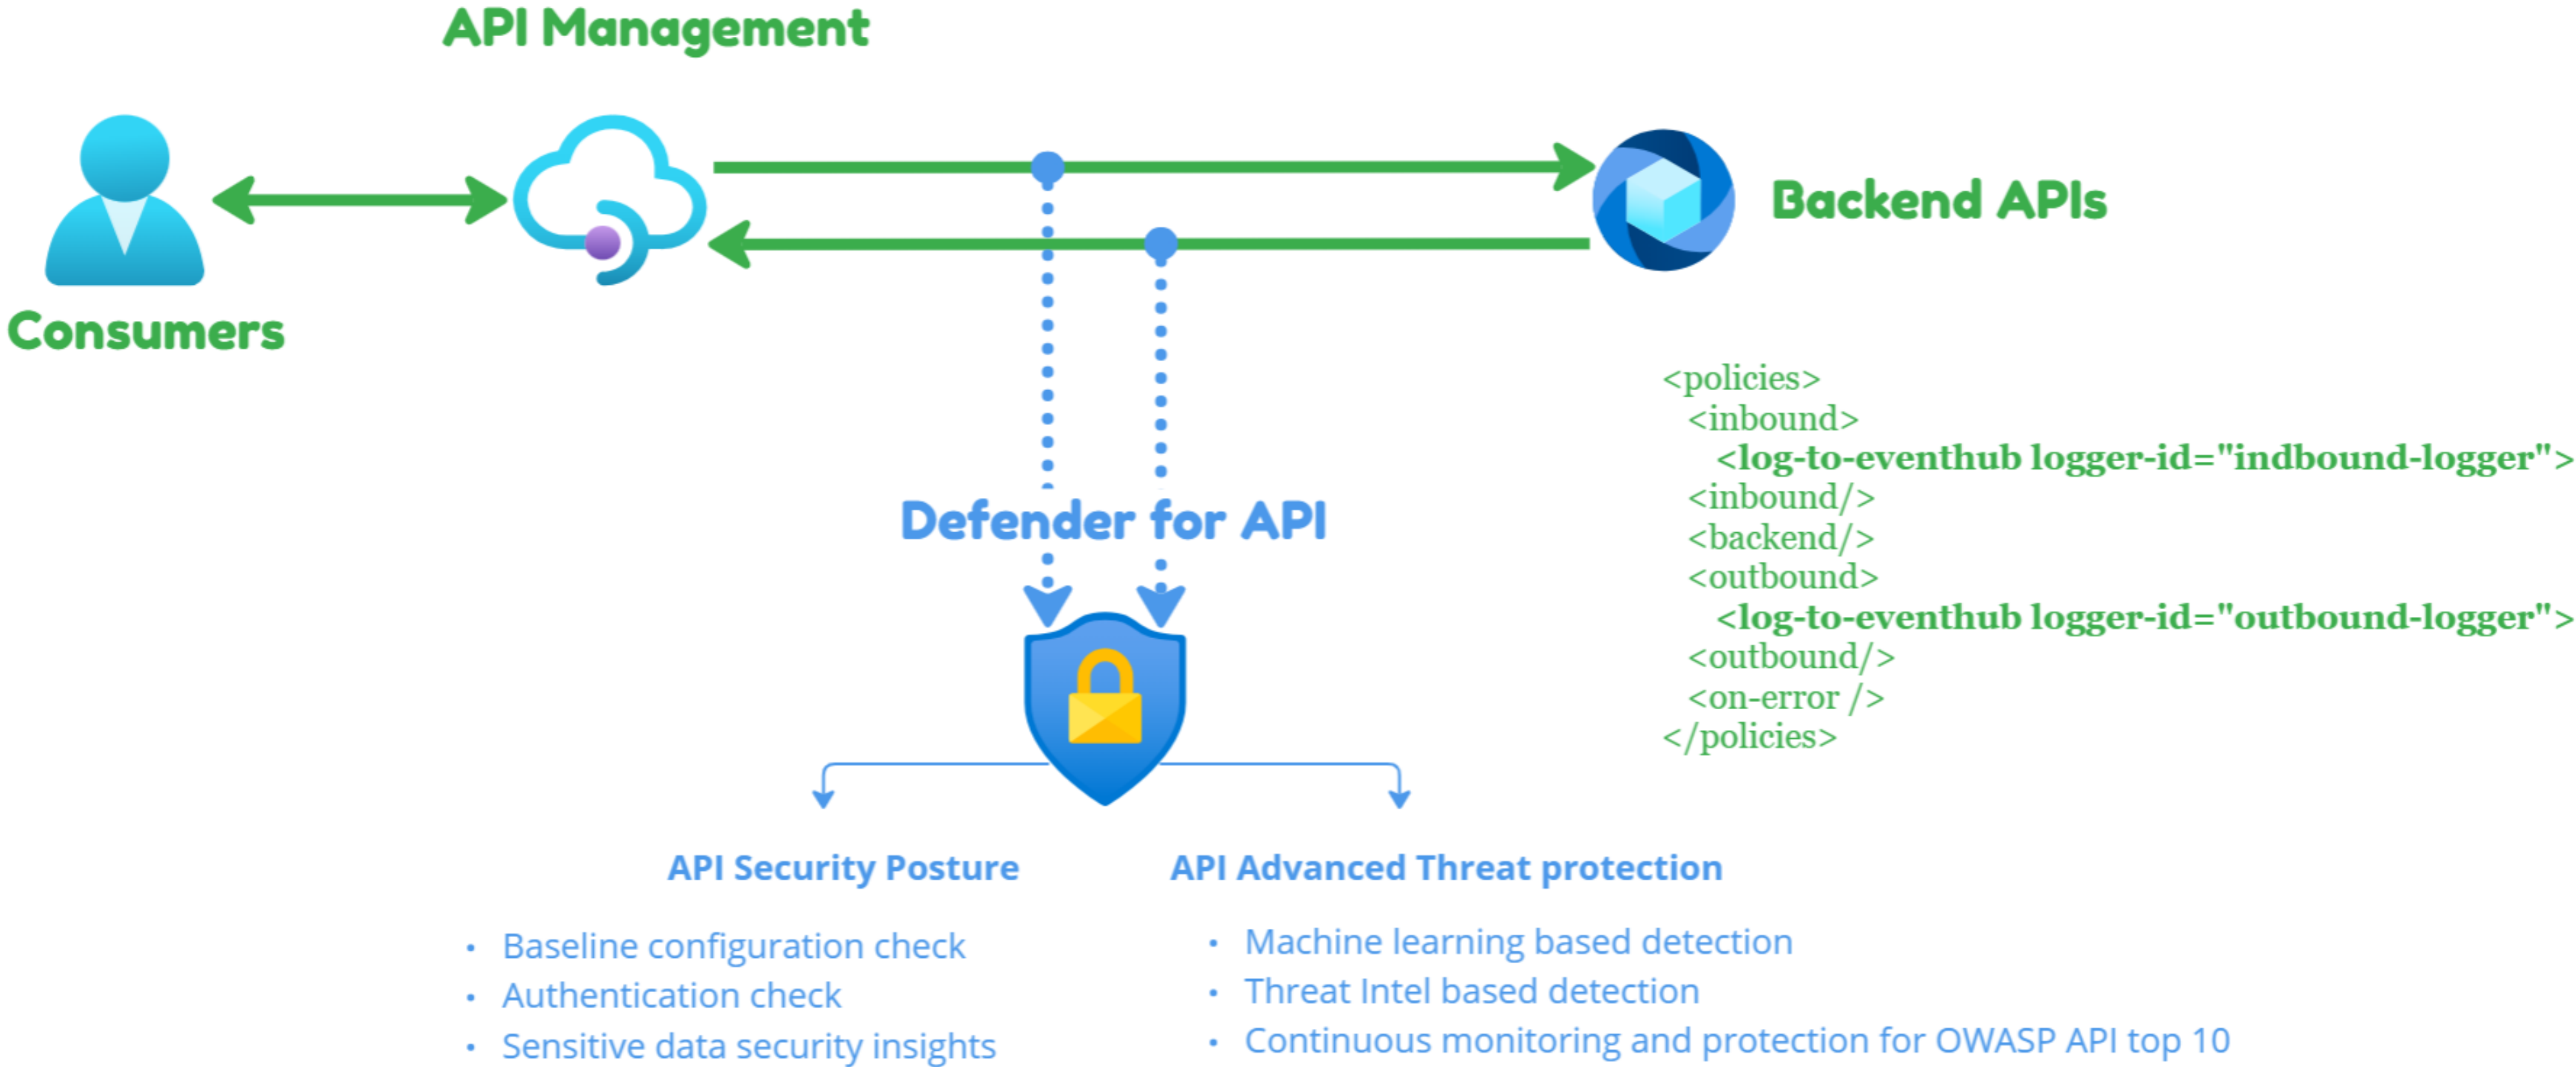 API Management
Consumers
Backend APIs
<policies>
<inbound>
<log-to-eventhub logger-id="indbound-logger">
<inbound/>
<backend/>
<outbound>
<log-to-eventhub logger-id="outbound-logger">
<outbound/>
<on-error />
</policies>
Defender for API
API Security Posture
• Baseline configuration check
• Authentication check
• Sensitive data security insights
API Advanced Threat protection
• Machine learning based detection
• Threat Intel based detection
• Continuous monitoring and protection for OWASP API top 10